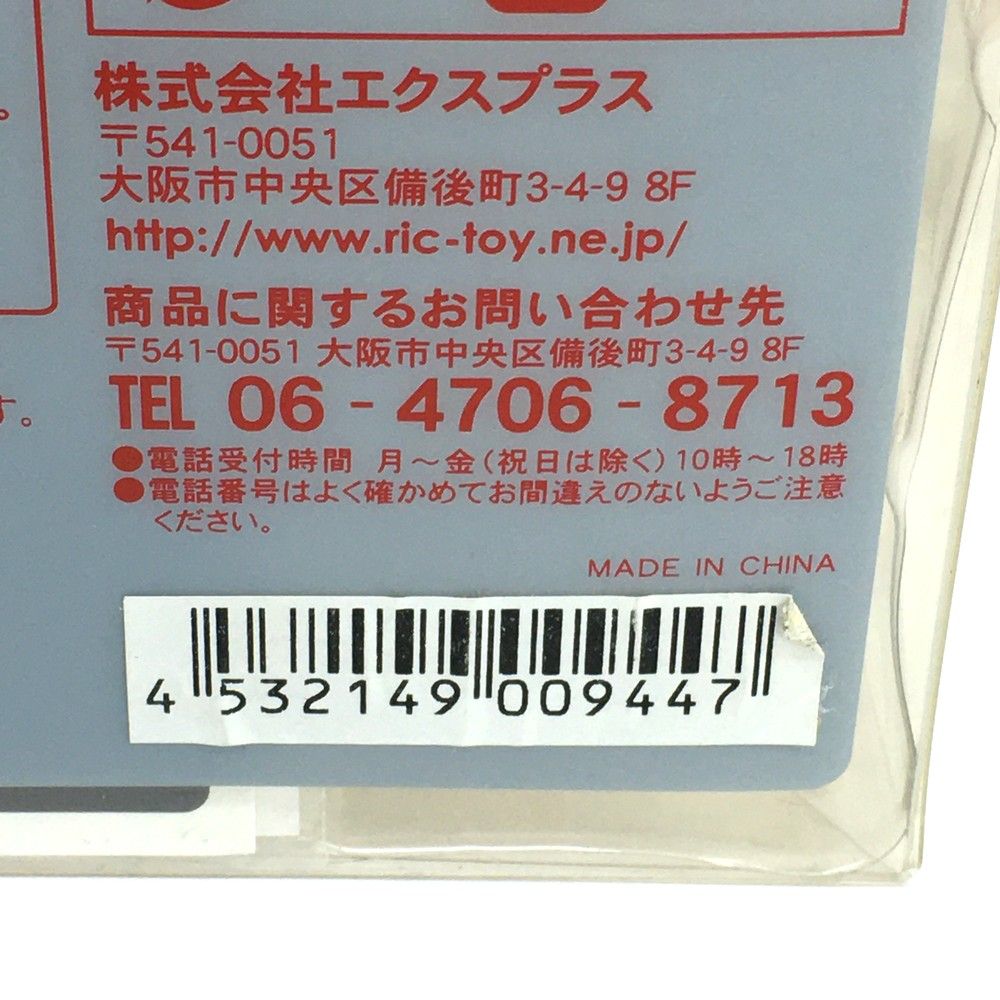 株式会社エクスプラス
〒541-0051
大阪市中央区備後町3-4-9 8F
http://www.ric-toy.ne.jp/
商品に関するお問い合わせ先
〒541-0051 大阪市中央区備後町3-4-9 8F
TEL 06-4706-8713
●電話受付時間 月～金(祝日は除く)10時～18時
●電話番号はよく確かめてお間違えのないようご注意
ください。
す。
MADE IN CHINA
4 532149 009447